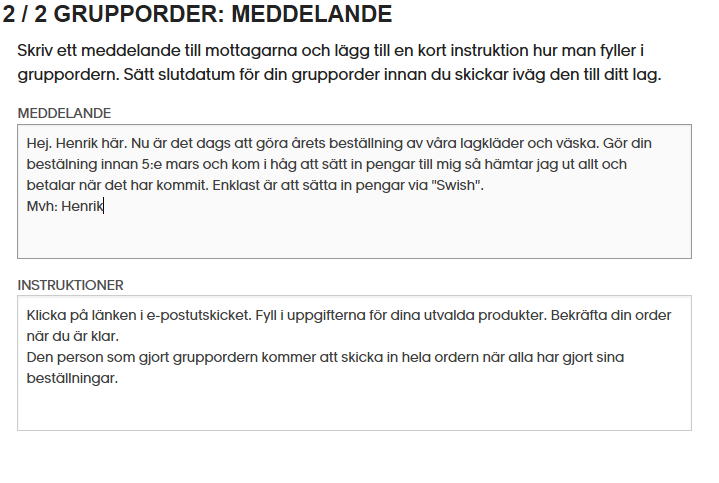 2 / 2 GRUPPORDER: MEDDELANDE
Skriv ett meddelande till mottagarna och lägg till en kort instruktion hur man fyller i
gruppordern. Sätt slutdatum för din grupporder innan du skickar iväg den till ditt lag.
MEDDELANDE
Hej. Henrik här. Nu är det dags att göra årets beställning av våra lagkläder och väska. Gör din
bestälning innan 5:e mars och kom i håg att sätt in pengar till mig så hämtar jag ut allt och
betalar när det har kommit. Enklast är att sätta in pengar via "Swish".
Mvh: Henrik
INSTRUKTIONER
Klicka på länken i e-postutskicket. Fyll i uppgifterna för dina utvalda produkter. Bekräfta din order
när du är klar.
Den person som gjort gruppordern kommer att skicka in hela ordern när alla har gjort sina
beställningar.